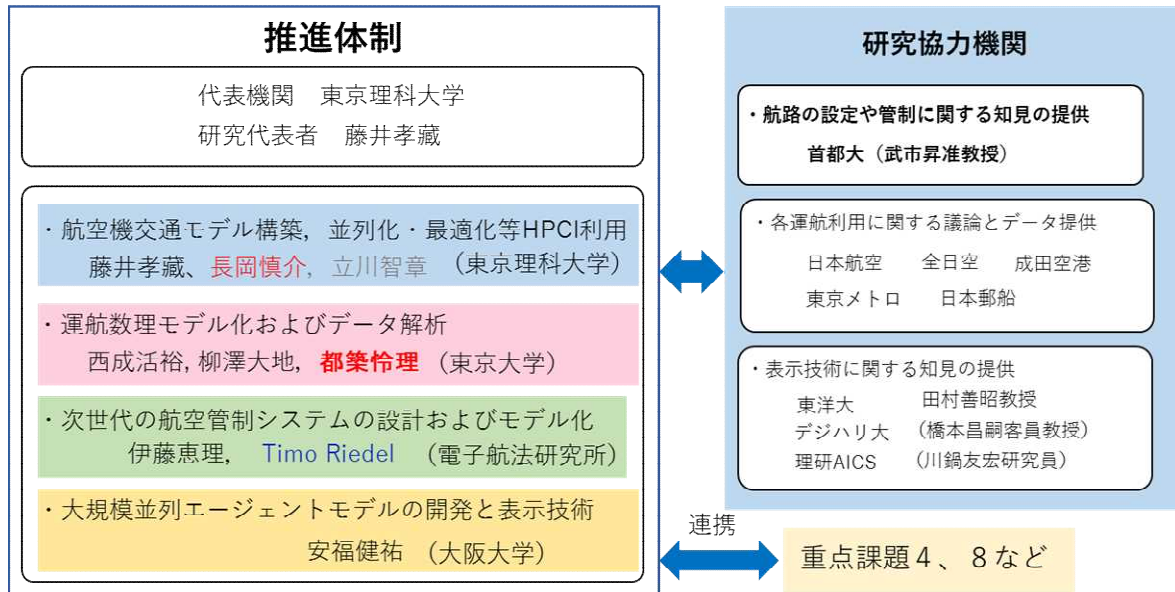 推進体制
代表機関　東京理科大学
研究代表者　藤井孝藏
・航空機交通モデル構築, 並列化・最適化等HPCI利用
藤井孝藏、長岡慎介, 立川智章　（東京理科大学）
・運航数理モデル化およびデータ解析
西成活裕, 柳澤大地, 都築怜理（東京大学）
・次世代の航空管制システムの設計およびモデル化
伊藤恵理,　Timo Riedel　（電子航法研究所）
・大規模並列エージェントモデルの開発と表示技術
安福健祐　（大阪大学）
研究協力機関
・航路の設定や管制に関する知見の提供
首都大（武市昇准教授）
・各運航利用に関する議論とデータ提供
日本航空　全日空　成田空港
東京メトロ　日本郵船
・表示技術に関する知見の提供
東洋大　田村善昭教授
デジハリ大　（橋本昌嗣客員教授）
理研AICS　（川鍋友宏研究員）
連携
重点課題４、８など